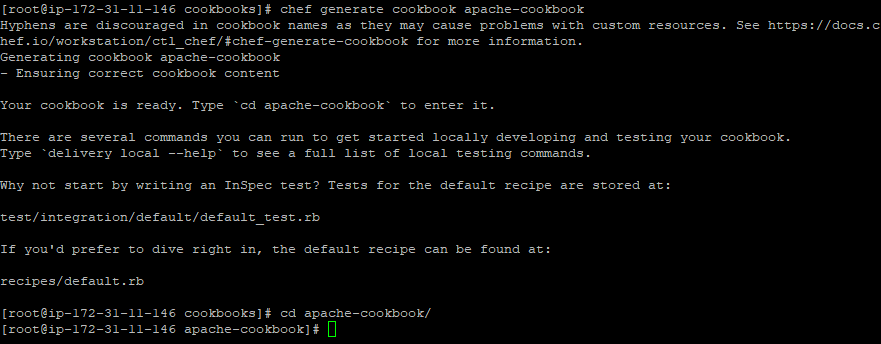 [root@ip-172-31-11-146 cookbooks]# chef generate cookbook apache-cookbook
Hyphens are discouraged in cookbook names as they may cause problems with custom resources. See https://docs.c
hef.io/workstation/ctl_chef/#chef-generate-cookbook for more information.
Generating cookbook apache-cookbook
- Ensuring correct cookbook content
Your cookbook is ready. Type `cd apache-cookbook` to enter it.
There are several commands you can run to get started locally developing and testing your cookbook.
Type `delivery local --help` to see a full list of local testing commands.
Why not start by writing an InSpec test? Tests for the default recipe are stored at:
test/integration/default/default_test.rb
If you'd prefer to dive right in, the default recipe can be found at:
recipes/default.rb
[root@ip-172-31-11-146 cookbooks]# cd apache-cookbook/
[root@ip-172-31-11-146 apache-cookbook]#